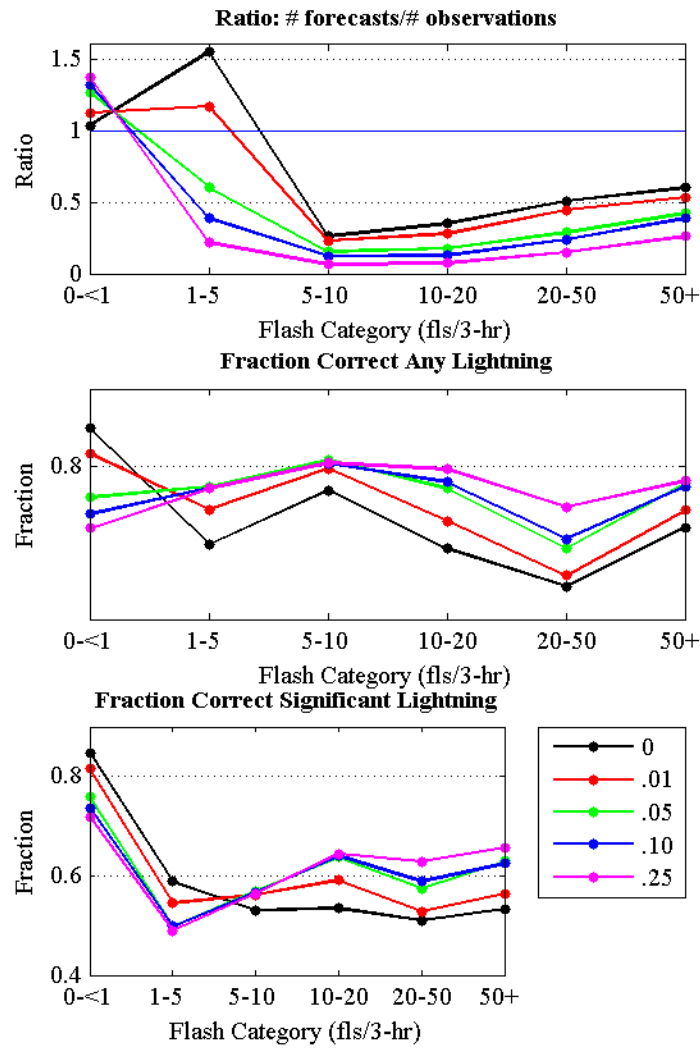 Ratio: # forecasts/# observations
1.5
1
0.5
0
Ratio
0-<1 1-5 5-10 10-20 20-50 50+
Flash Category (fls/3-hr)
Fraction Correct Any Lightning
0.8
Fraction
0-<1 1-5 5-10 10-20 20-50 50+
Flash Category (fls/3-hr)
Fraction Correct Significant Lightning
0.8
0.6
0.4
Fraction
0-<1 1-5 5-10 10-20 20-50 50+
Flash Category (fls/3-hr)
0
.01
.05
.10
.25